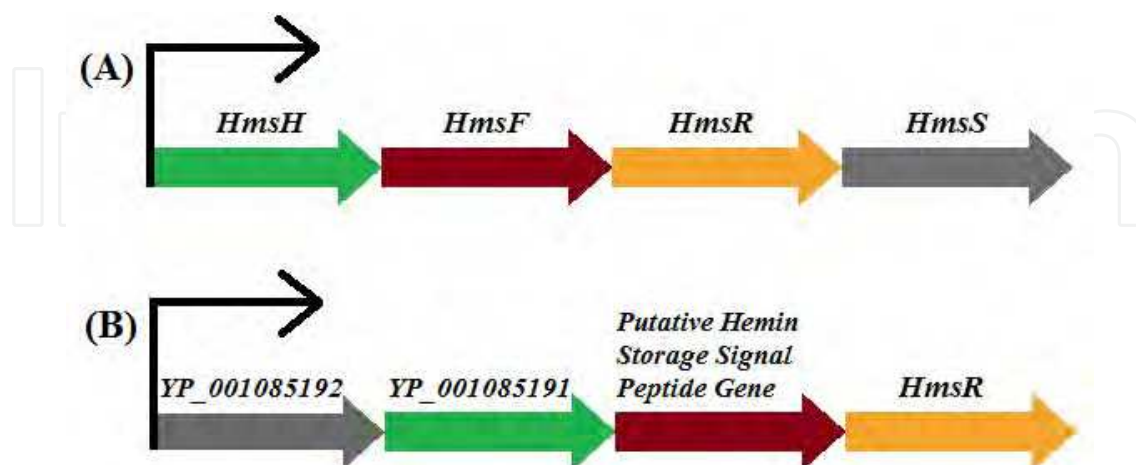 (A)
HmsH HmsF HmsR HmsS
(B)
Putative Hemin
Storage Signal
YP_001085192 YP_001085191 Peptide Gene HmsR